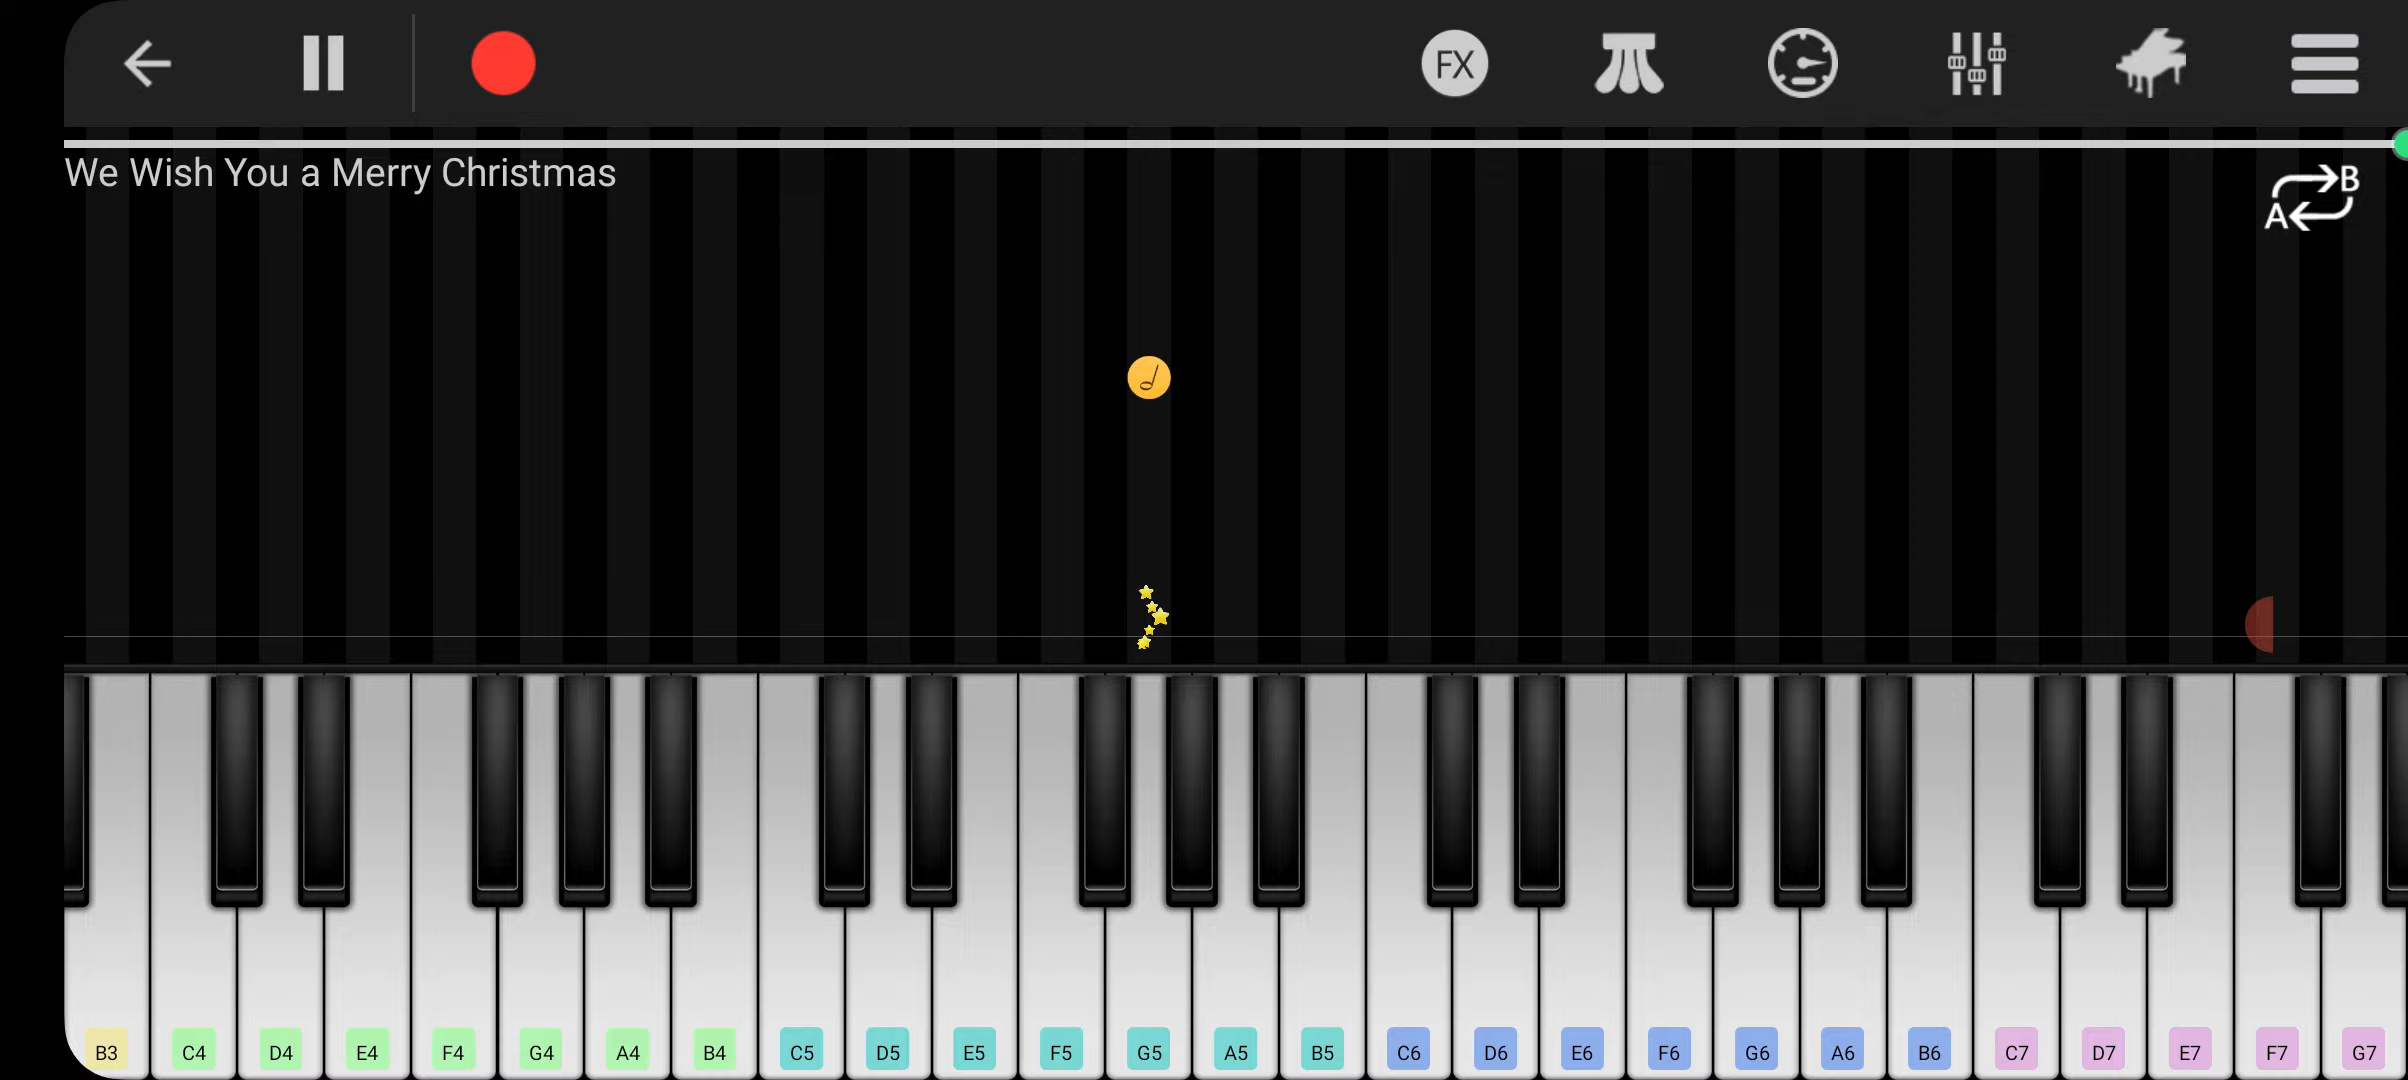 FX
We Wish You a Merry Christmas
B
A
B3 C4 D4 E4 F4 G4 A4 B4 C5 D5 E5 F5 G5 A5 B5 C6 D6 E6 F6 G6 A6 B6 C7 D7 E7 F7 G7